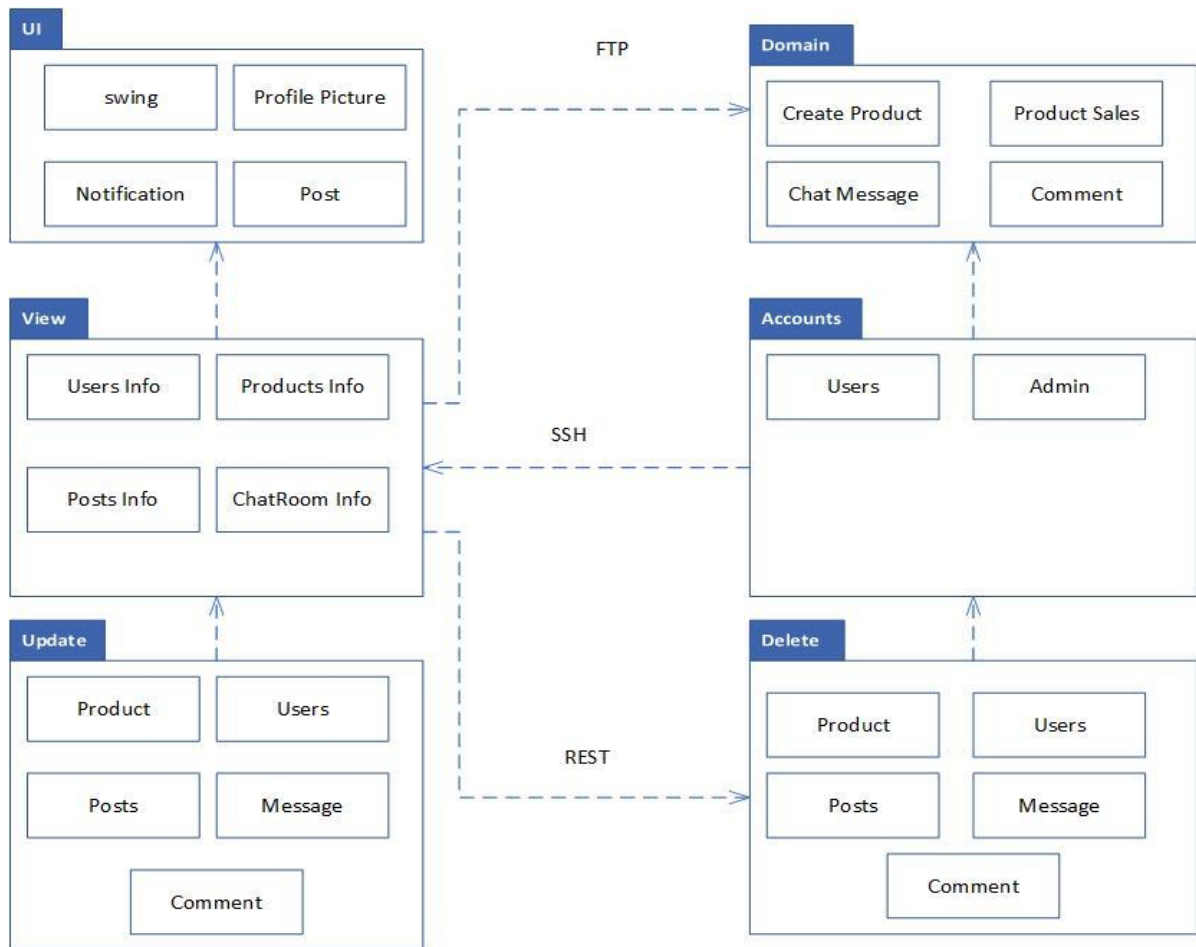 UI
swing
Profile Picture
Notification
Post
FTP
Domain
Create Product
Product Sales
Chat Message
Comment
View
Users Info
Products Info
Posts Info
ChatRoom Info
SSH
Accounts
Users
Admin
Update
Product
Users
Posts
Message
Comment
REST
Delete
Product
Users
Posts
Message
Comment